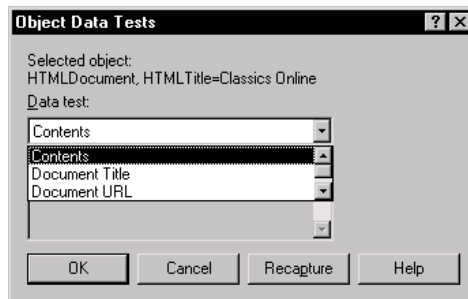 Object Data Tests
Selected object:
HTMLDocument, HTMLTitle=Classics Online
Data test:
Contents
Contents
Document Title
Document URL
OK Cancel Recapture Help